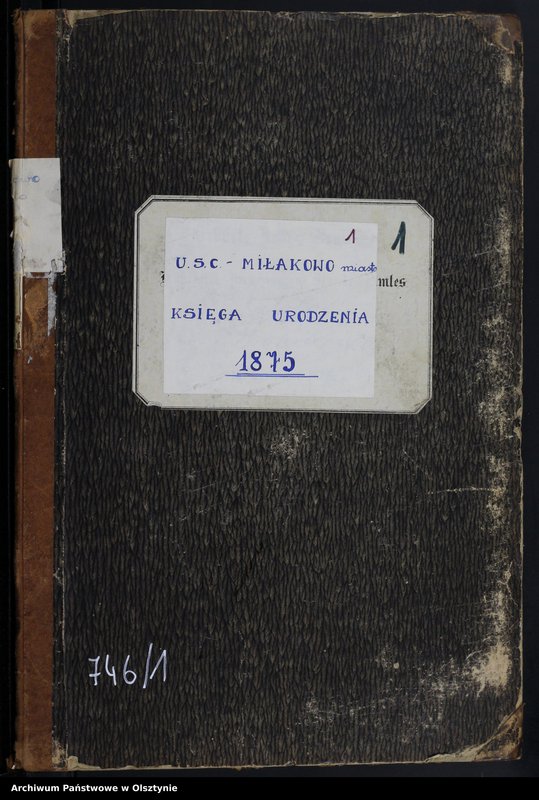 1 1
U.S.C. - MIŁAKOWO miasto
mtes
KSIĘGA URODZENIA
1875
746/1
Archiwum Państwowe w Olsztynie